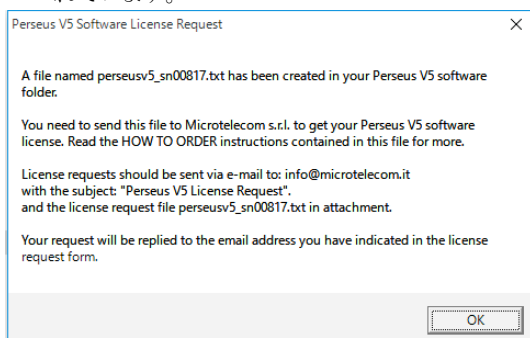 Perseus V5 Software License Request
A file named perseusv5_sn00817.txt has been created in your Perseus V5 software
folder.
You need to send this file to Microtelecom s.r.l. to get your Perseus V5 software
license. Read the HOW TO ORDER instructions contained in this file for more.
License requests should be sent via e-mail to: info@microtelecom.it
with the subject: "Perseus V5 License Request".
and the license request file perseusv5_sn00817.txt in attachment.
Your request will be replied to the email address you have indicated in the license
request form.
OK